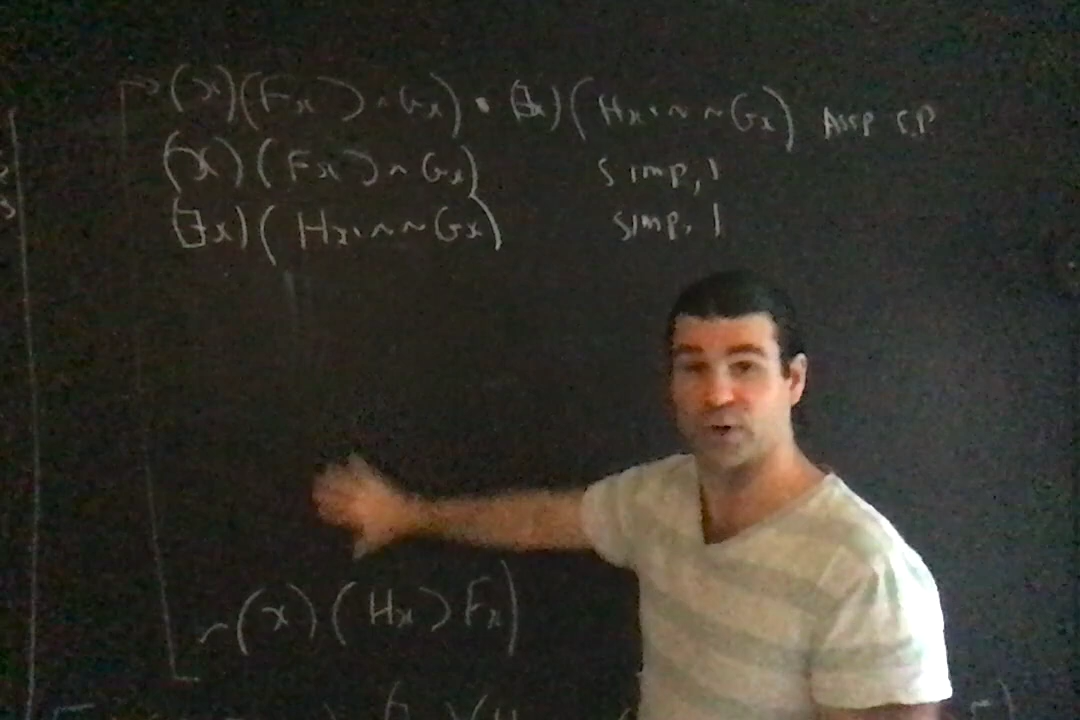 (x)(Fx ⊃ ~Gx) • (∃x)(Hx • ~~Gx) Assp CP
(x)(Fx ⊃ ~Gx) Simp, 1
(∃x)(Hx • ~~Gx) Simp, 1
~(x)(Hx ⊃ Fx)